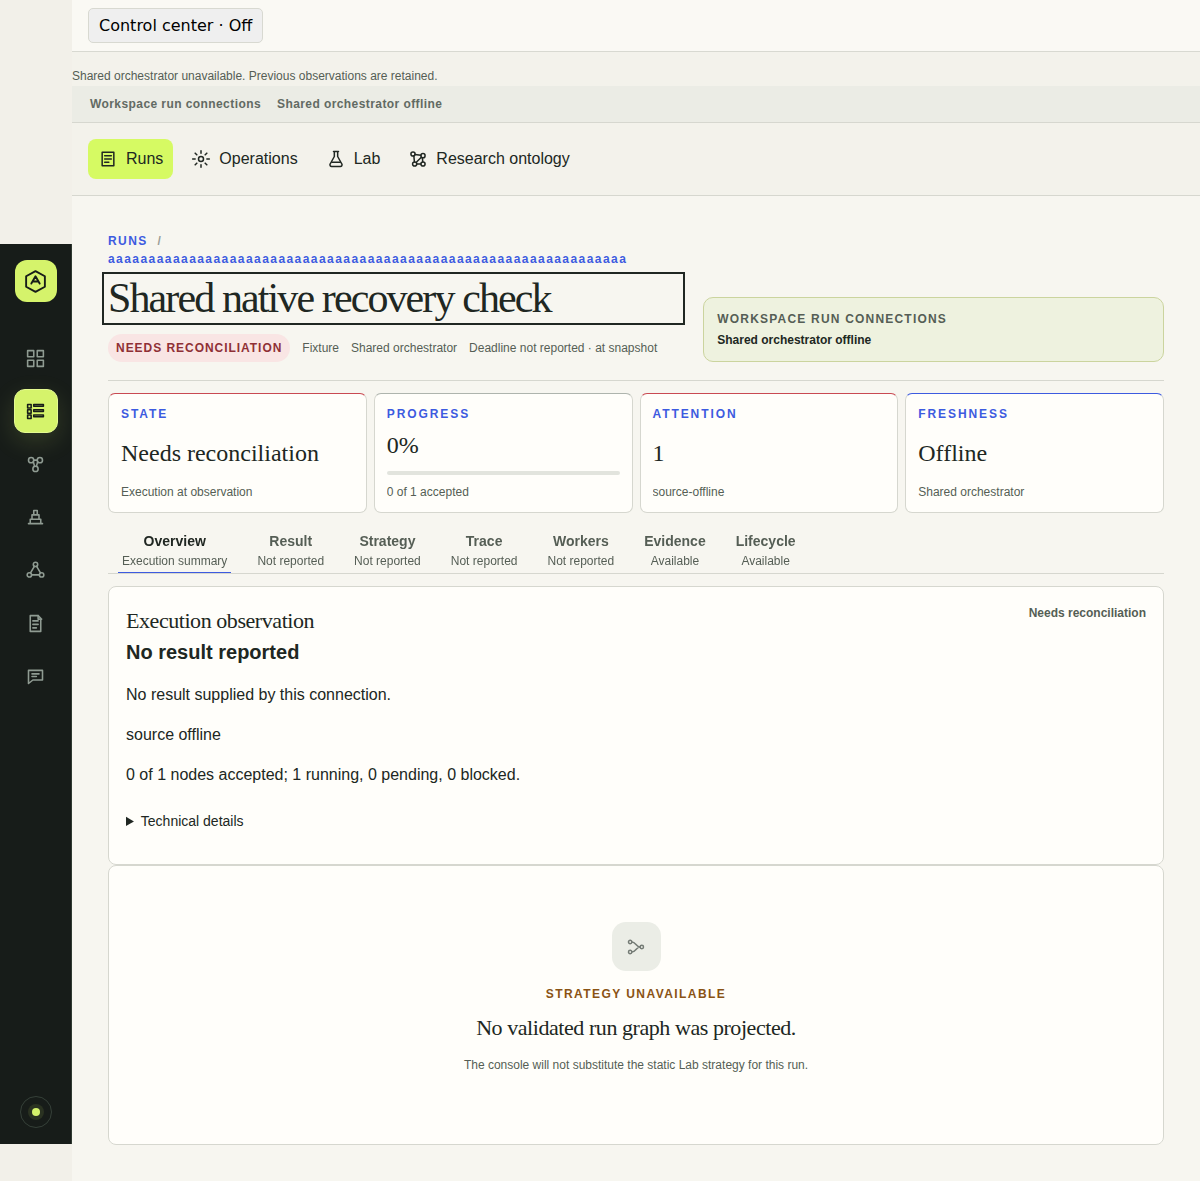 Control center · Off
Shared orchestrator unavailable. Previous observations are retained.
Workspace run connections Shared orchestrator offline
Runs Operations Lab Research ontology
RUNS /
aaaaaaaaaaaaaaaaaaaaaaaaaaaaaaaaaaaaaaaaaaaaaaaaaaaaaaaaaaaaaaaa
Shared native recovery check
NEEDS RECONCILIATION Fixture Shared orchestrator Deadline not reported · at snapshot
WORKSPACE RUN CONNECTIONS
Shared orchestrator offline
STATE
Needs reconciliation
Execution at observation
PROGRESS
0%
0 of 1 accepted
ATTENTION
1
source-offline
FRESHNESS
Offline
Shared orchestrator
Overview
Execution summary
Result
Not reported
Strategy
Not reported
Trace
Not reported
Workers
Not reported
Evidence
Available
Lifecycle
Available
Execution observation
Needs reconciliation
No result reported
No result supplied by this connection.
source offline
0 of 1 nodes accepted; 1 running, 0 pending, 0 blocked.
Technical details
STRATEGY UNAVAILABLE
No validated run graph was projected.
The console will not substitute the static Lab strategy for this run.